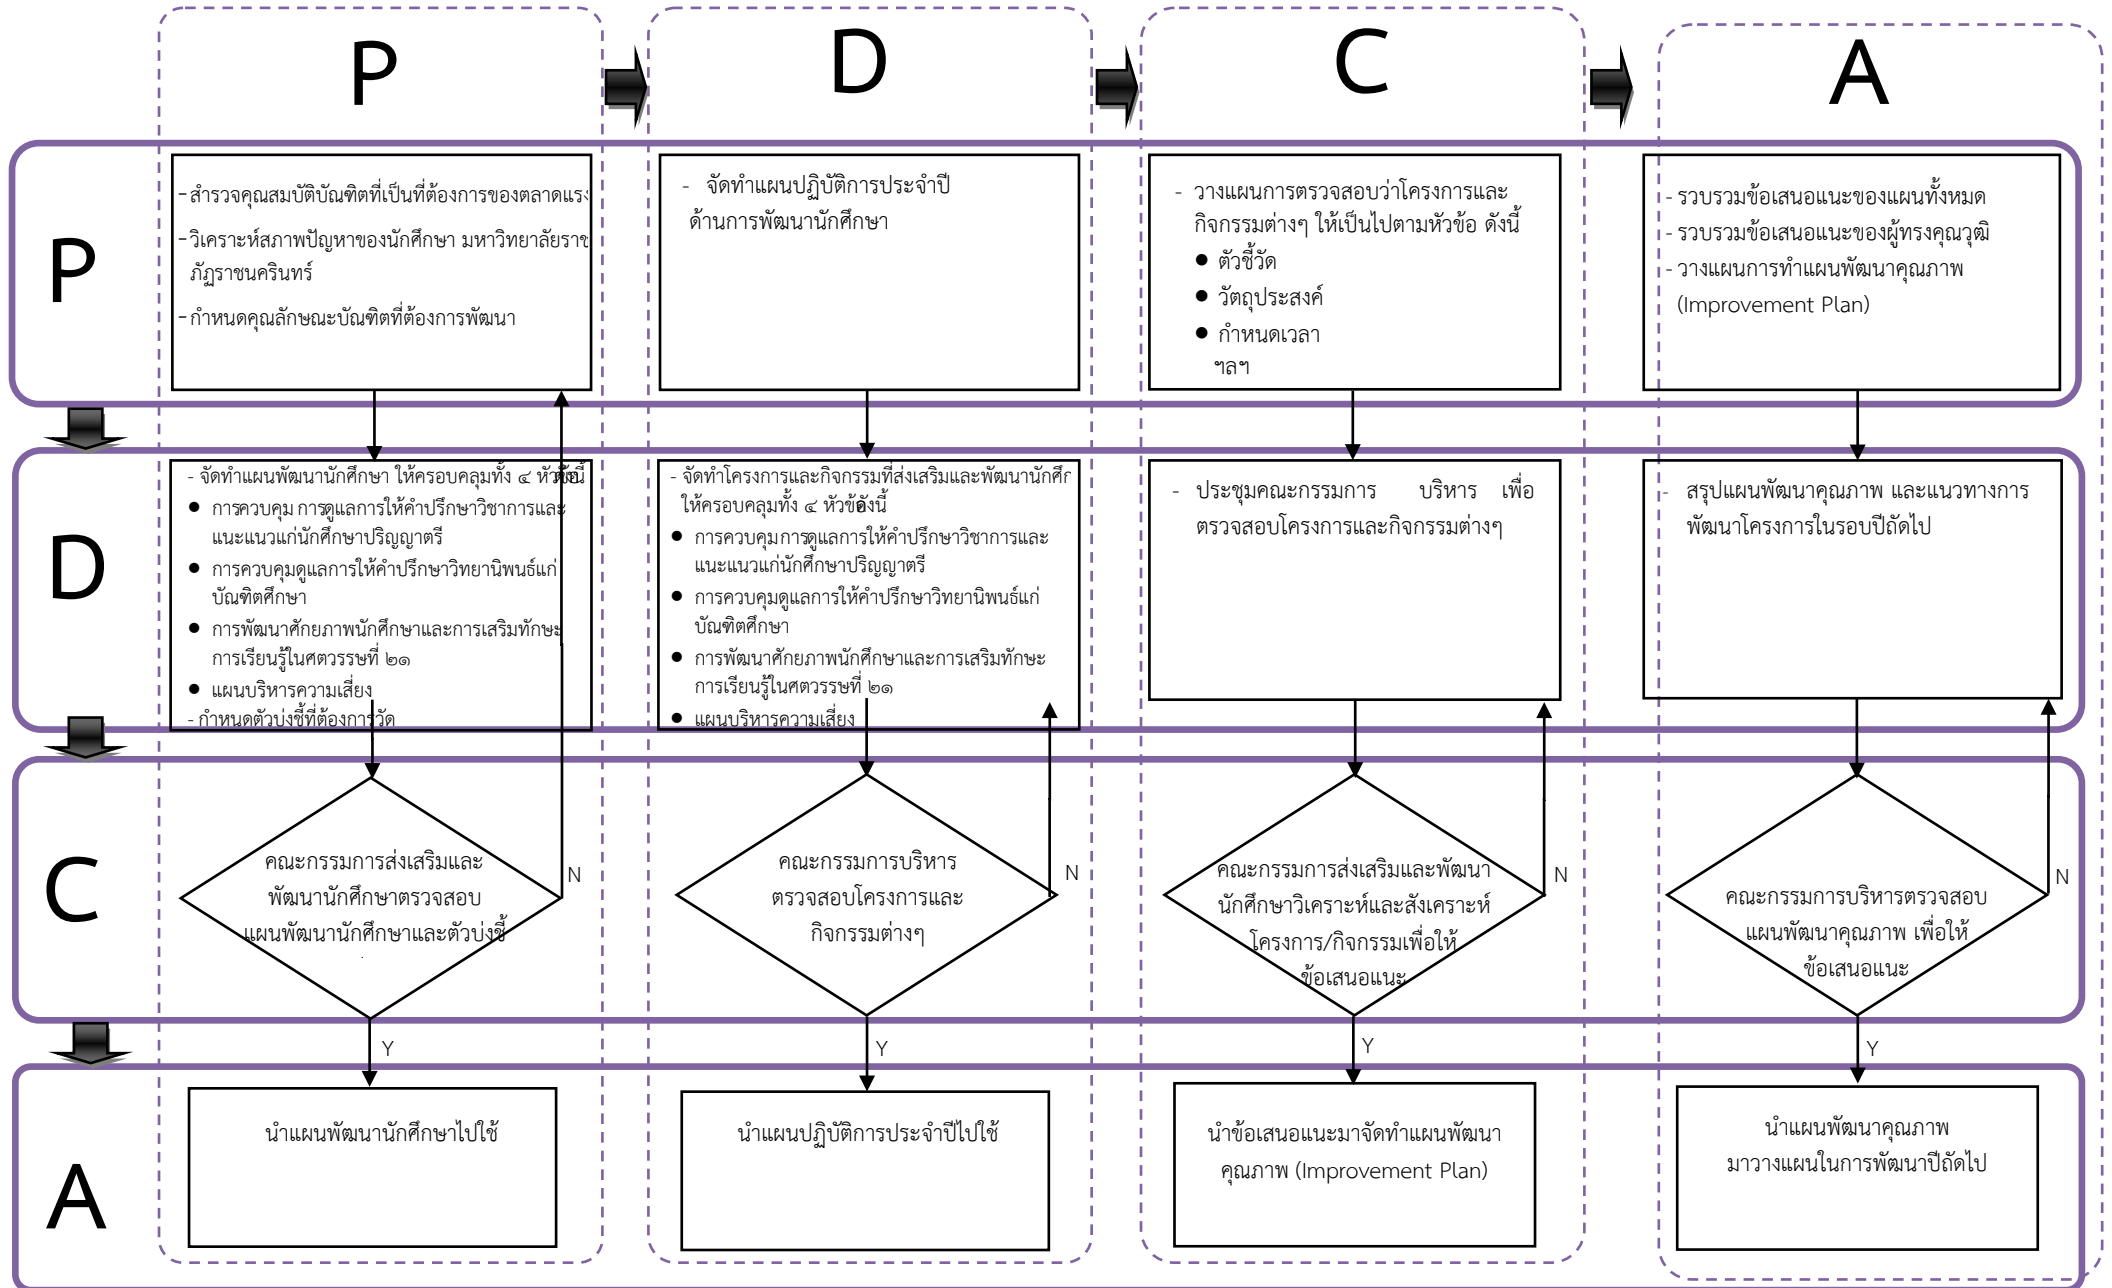 P
D
C
A
P
-สำรวจคุณสมบัติบัณฑิตที่เป็นที่ต้องการของตลาดแรง
-วิเคราะห์สภาพปัญหาของนักศึกษา มหาวิทยาลัยราช
ภัฏราชนครินทร์
-กำหนดคุณลักษณะบัณฑิตที่ต้องการพัฒนา
- จัดทำแผนปฏิบัติการประจำปี
ด้านการพัฒนานักศึกษา
- วางแผนการตรวจสอบว่าโครงการและ
กิจกรรมต่างๆ ให้เป็นไปตามหัวข้อ ดังนี้
● ตัวชี้วัด
● วัตถุประสงค์
● กำหนดเวลา
ฯลฯ
- รวบรวมข้อเสนอแนะของแผนทั้งหมด
- รวบรวมข้อเสนอแนะของผู้ทรงคุณวุฒิ
- วางแผนการทำแผนพัฒนาคุณภาพ
(Improvement Plan)
D
- จัดทำแผนพัฒนานักศึกษา ให้ครอบคลุมทั้ง ๔ หัวข้อดังนี้
● การควบคุม การดูแลการให้คำปรึกษาวิชาการและ
แนะแนวแก่นักศึกษาปริญญาตรี
● การควบคุมดูแลการให้คำปรึกษาวิทยานิพนธ์แก่
บัณฑิตศึกษา
● การพัฒนาศักยภาพนักศึกษาและการเสริมทักษะ
การเรียนรู้ในศตวรรษที่ ๒๑
● แผนบริหารความเสี่ยง
- กำหนดตัวบ่งชี้ที่ต้องการวัด
- จัดทำโครงการและกิจกรรมที่ส่งเสริมและพัฒนานักศึก
ให้ครอบคลุมทั้ง ๔ หัวข้อดังนี้
● การควบคุมการดูแลการให้คำปรึกษาวิชาการและ
แนะแนวแก่นักศึกษาปริญญาตรี
● การควบคุมดูแลการให้คำปรึกษาวิทยานิพนธ์แก่
บัณฑิตศึกษา
● การพัฒนาศักยภาพนักศึกษาและการเสริมทักษะ
การเรียนรู้ในศตวรรษที่ ๒๑
● แผนบริหารความเสี่ยง
- ประชุมคณะกรรมการ บริหาร เพื่อ
ตรวจสอบโครงการและกิจกรรมต่างๆ
- สรุปแผนพัฒนาคุณภาพ และแนวทางการ
พัฒนาโครงการในรอบปีถัดไป
C
คณะกรรมการส่งเสริมและ
พัฒนานักศึกษาตรวจสอบ
แผนพัฒนานักศึกษาและตัวบ่งชี้
N
คณะกรรมการบริหาร
ตรวจสอบโครงการและ
กิจกรรมต่างๆ
N
คณะกรรมการส่งเสริมและพัฒนา
นักศึกษาวิเคราะห์และสังเคราะห์
โครงการ/กิจกรรมเพื่อให้
ข้อเสนอแนะ
N
คณะกรรมการบริหารตรวจสอบ
แผนพัฒนาคุณภาพ เพื่อให้
ข้อเสนอแนะ
N
Y
Y
Y
Y
A
นำแผนพัฒนานักศึกษาไปใช้
นำแผนปฏิบัติการประจำปีไปใช้
นำข้อเสนอแนะมาจัดทำแผนพัฒนา
คุณภาพ (Improvement Plan)
นำแผนพัฒนาคุณภาพ
มาวางแผนในการพัฒนาปีถัดไป